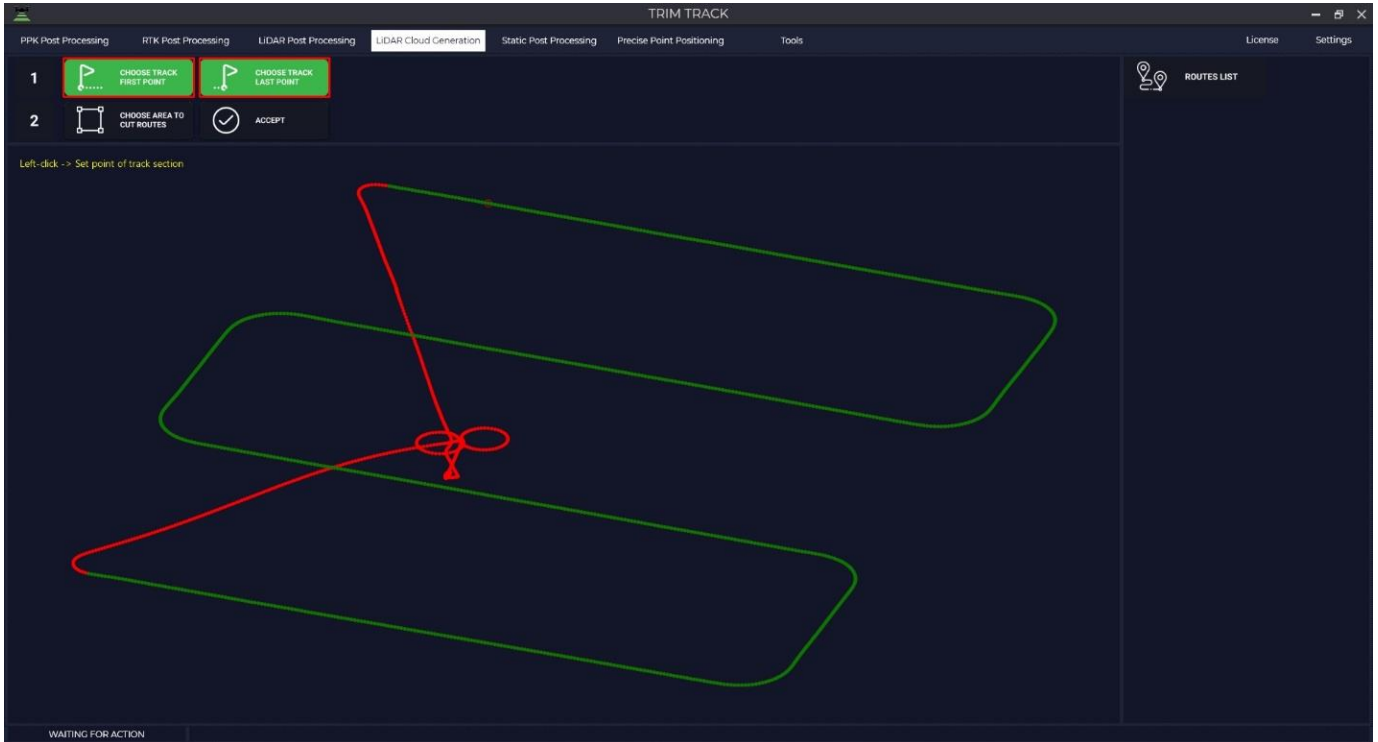 TRIM TRACK
PPK Post Processing RTK Post Processing LiDAR Post Processing LiDAR Cloud Generation Static Post Processing Precise Point Positioning Tools License Settings
1 CHOOSE TRACK FIRST POINT CHOOSE TRACK LAST POINT
ROUTES LIST
2 CHOOSE AREA TO CUT ROUTES ACCEPT
Left-click -> Set point of track section
WAITING FOR ACTION